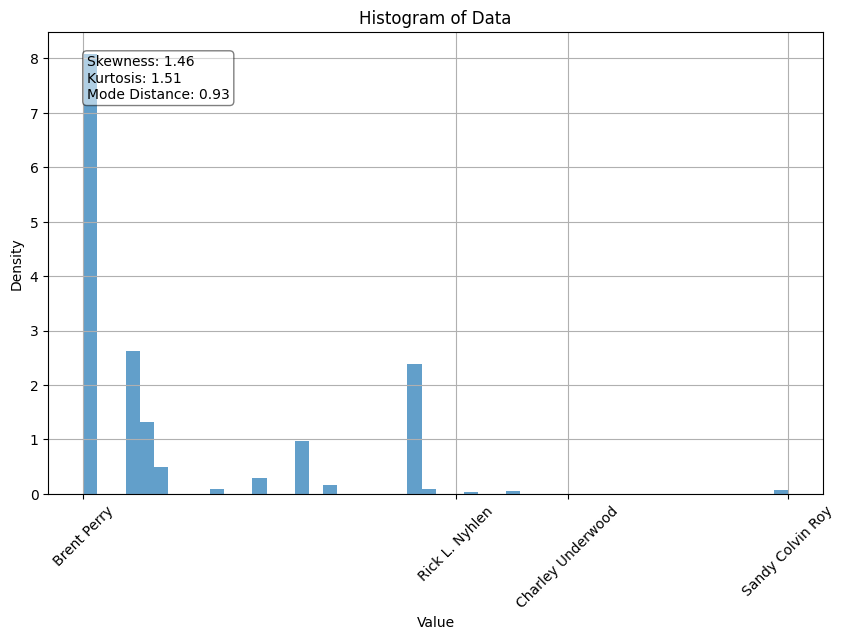 Histogram of Data
Skewness: 1.46
Kurtosis: 1.51
Mode Distance: 0.93
8
7
6
5
4
3
2
1
0
Density
Brent Perry
Rick L. Nyhlen
Charley Underwood
Sandy Colvin Roy
Value